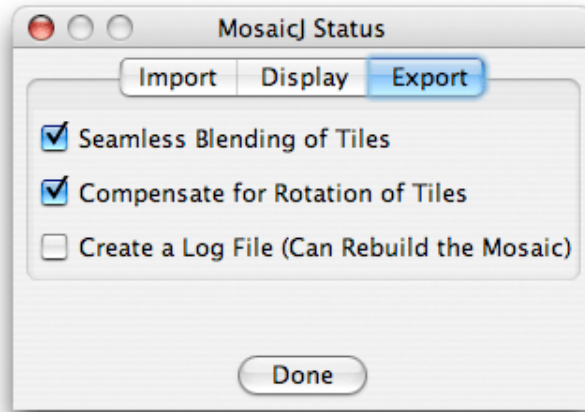 MosaicJ Status
Import Display Export
Seamless Blending of Tiles
Compensate for Rotation of Tiles
Create a Log File (Can Rebuild the Mosaic)
Done